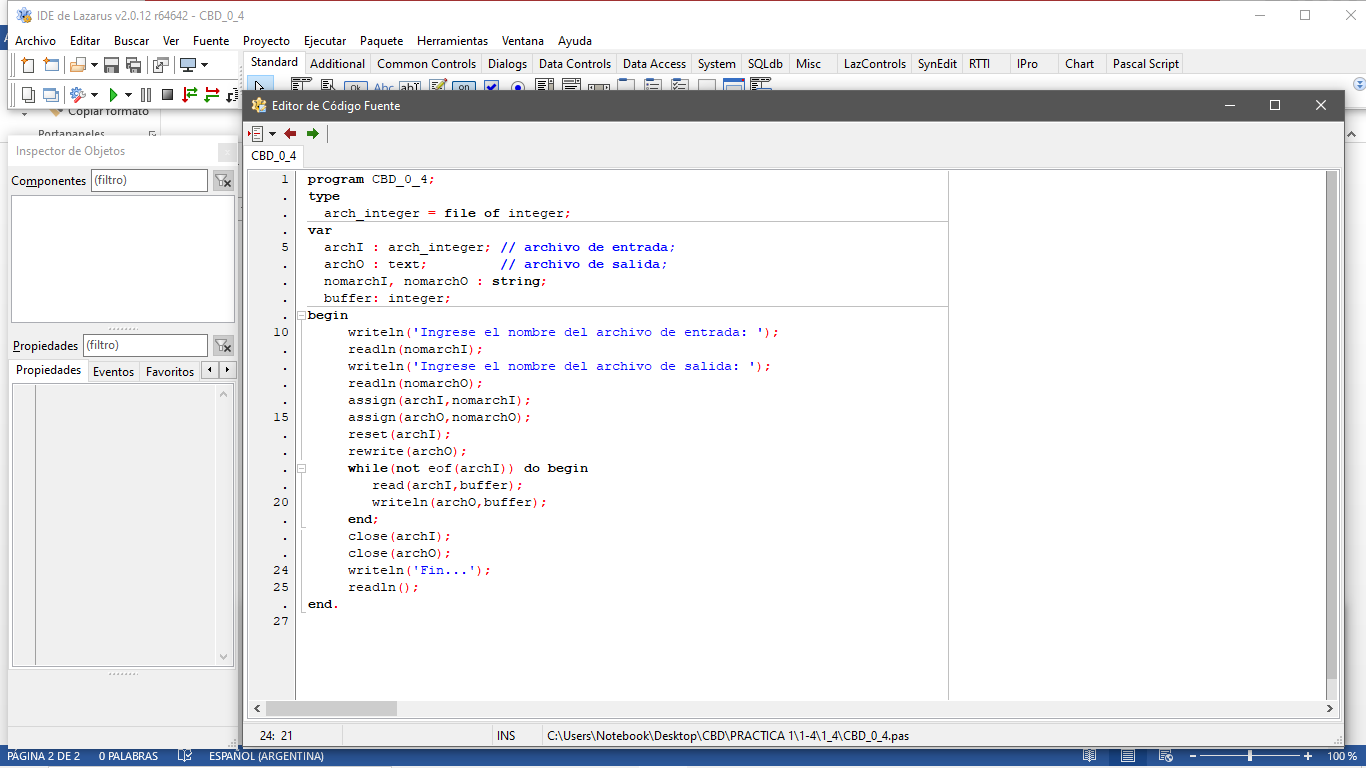 IDE de Lazarus v2.0.12 r64642 - CBD_0_4
Archivo Editar Buscar Ver Fuente Proyecto Ejecutar Paquete Herramientas Ventana Ayuda
Standard Additional Common Controls Dialogs Data Controls Data Access System SQLdb Misc LazControls SynEdit RTTI IPro Chart Pascal Script
Copiar formato
Portapapeles
Inspector de Objetos
Componentes (filtro)
Propiedades (filtro)
Propiedades Eventos Favoritos
Editor de Código Fuente
CBD_0_4
1 program CBD_0_4;
. type
. arch_integer = file of integer;
. var
5 archI : arch_integer; // archivo de entrada;
. archO : text; // archivo de salida;
. nomarchI, nomarchO : string;
. buffer: integer;
. begin
10 writeln('Ingrese el nombre del archivo de entrada: ');
. readln(nomarchI);
. writeln('Ingrese el nombre del archivo de salida: ');
. readln(nomarchO);
. assign(archI,nomarchI);
15 assign(archO,nomarchO);
. reset(archI);
. rewrite(archO);
. while(not eof(archI)) do begin
. read(archI,buffer);
20 writeln(archO,buffer);
. end;
. close(archI);
. close(archO);
24 writeln('Fin...');
25 readln();
. end.
27
24: 21 INS C:\Users\Notebook\Desktop\CBD\PRACTICA 1\1-4\1_4\CBD_0_4.pas
PÁGINA 2 DE 2 0 PALABRAS ESPAÑOL (ARGENTINA) 100 %